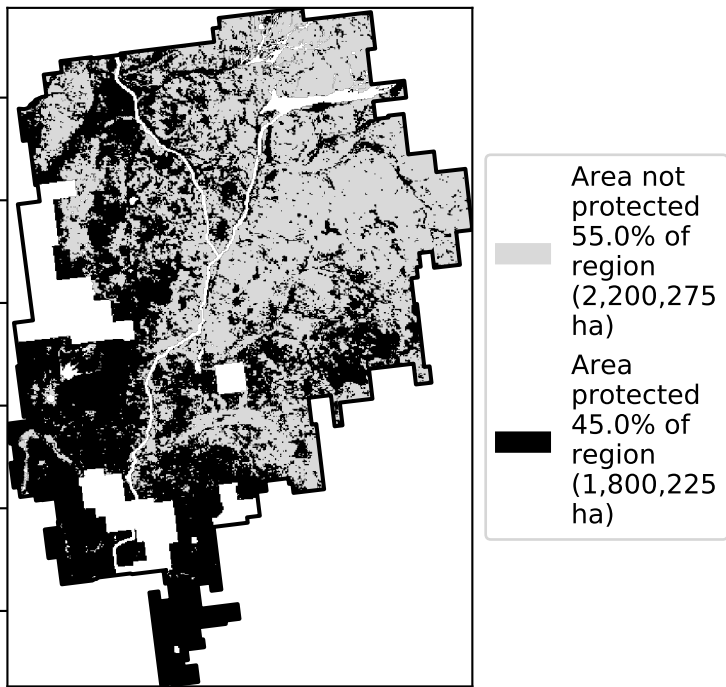 Area not
protected
55.0% of
region
(2,200,275
ha)
Area
protected
45.0% of
region
(1,800,225
ha)